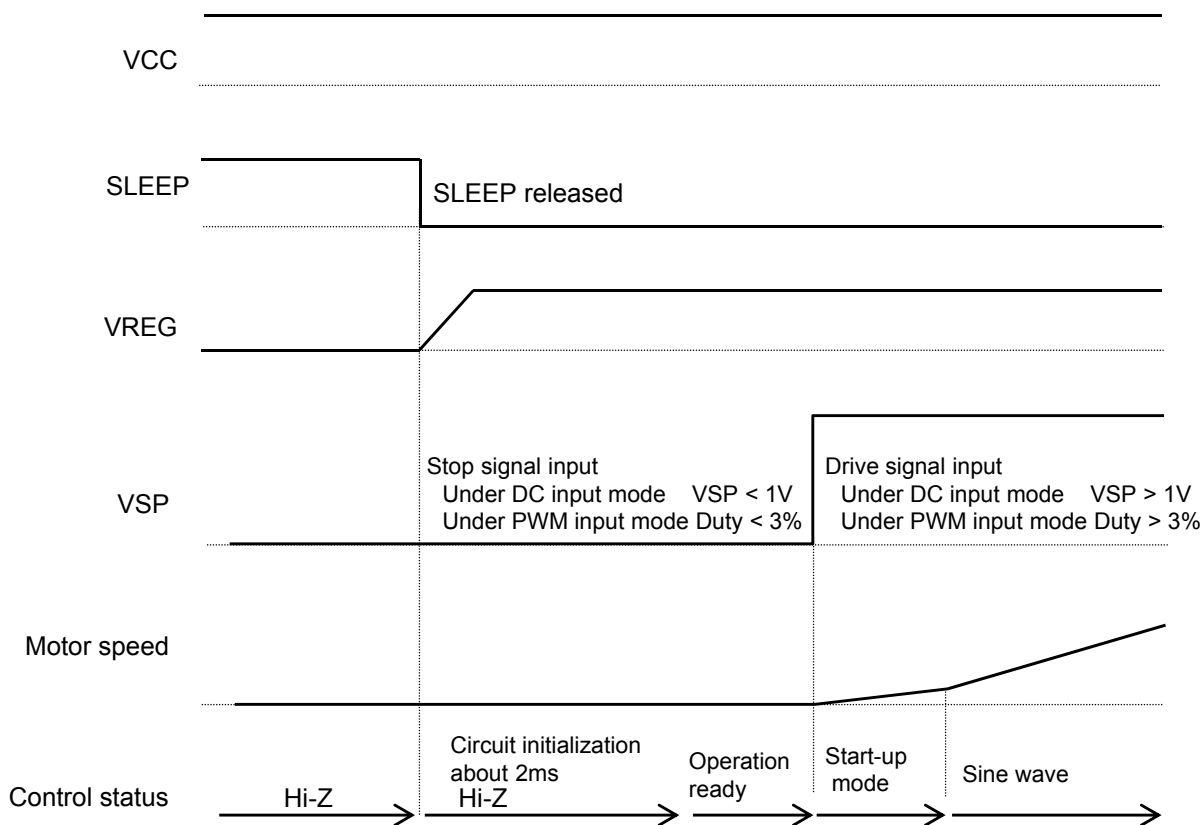 VCC
SLEEP
SLEEP released
VREG
VSP
Stop signal input
Under DC input mode VSP < 1V
Under PWM input mode Duty < 3%
Drive signal input
Under DC input mode VSP > 1V
Under PWM input mode Duty > 3%
Motor speed
Control status
Hi-Z
Circuit initialization
about 2ms
Hi-Z
Operation
ready
Start-up
mode
Sine wave